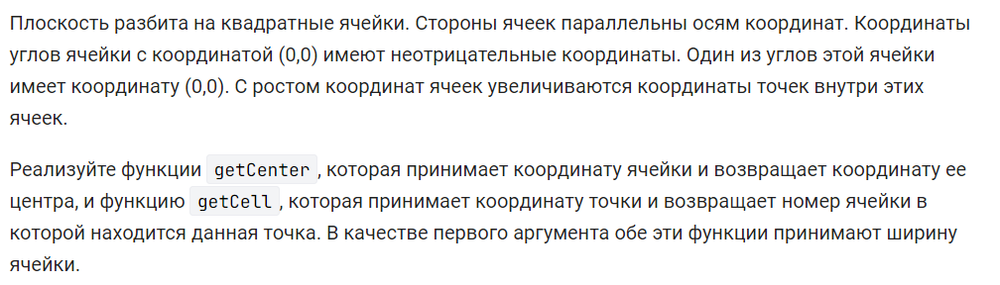 Плоскость разбита на квадратные ячейки. Стороны ячеек параллельны осям координат. Координаты
углов ячейки с координатой (0,0) имеют неотрицательные координаты. Один из углов этой ячейки
имеет координату (0,0). С ростом координат ячеек увеличиваются координаты точек внутри этих
ячеек.
Реализуйте функции getCenter, которая принимает координату ячейки и возвращает координату ее
центра, и функцию getCell, которая принимает координату точки и возвращает номер ячейки в
которой находится данная точка. В качестве первого аргумента обе эти функции принимают ширину
ячейки.